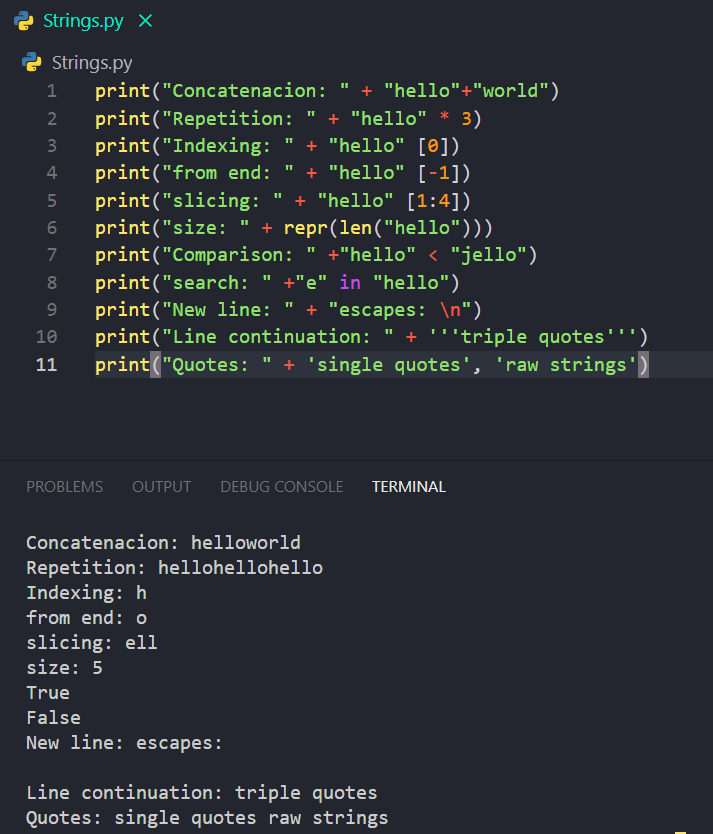 Strings.py ×
Strings.py
1 print("Concatenacion: " + "hello"+"world")
2 print("Repetition: " + "hello" * 3)
3 print("Indexing: " + "hello" [0])
4 print("from end: " + "hello" [-1])
5 print("slicing: " + "hello" [1:4])
6 print("size: " + repr(len("hello")))
7 print("Comparison: " +"hello" < "jello")
8 print("search: " +"e" in "hello")
9 print("New line: " + "escapes: \n")
10 print("Line continuation: " + '''triple quotes''')
11 print("Quotes: " + 'single quotes', 'raw strings')
PROBLEMS OUTPUT DEBUG CONSOLE TERMINAL
Concatenacion: helloworld
Repetition: hellohellohello
Indexing: h
from end: o
slicing: ell
size: 5
True
False
New line: escapes:
Line continuation: triple quotes
Quotes: single quotes raw strings